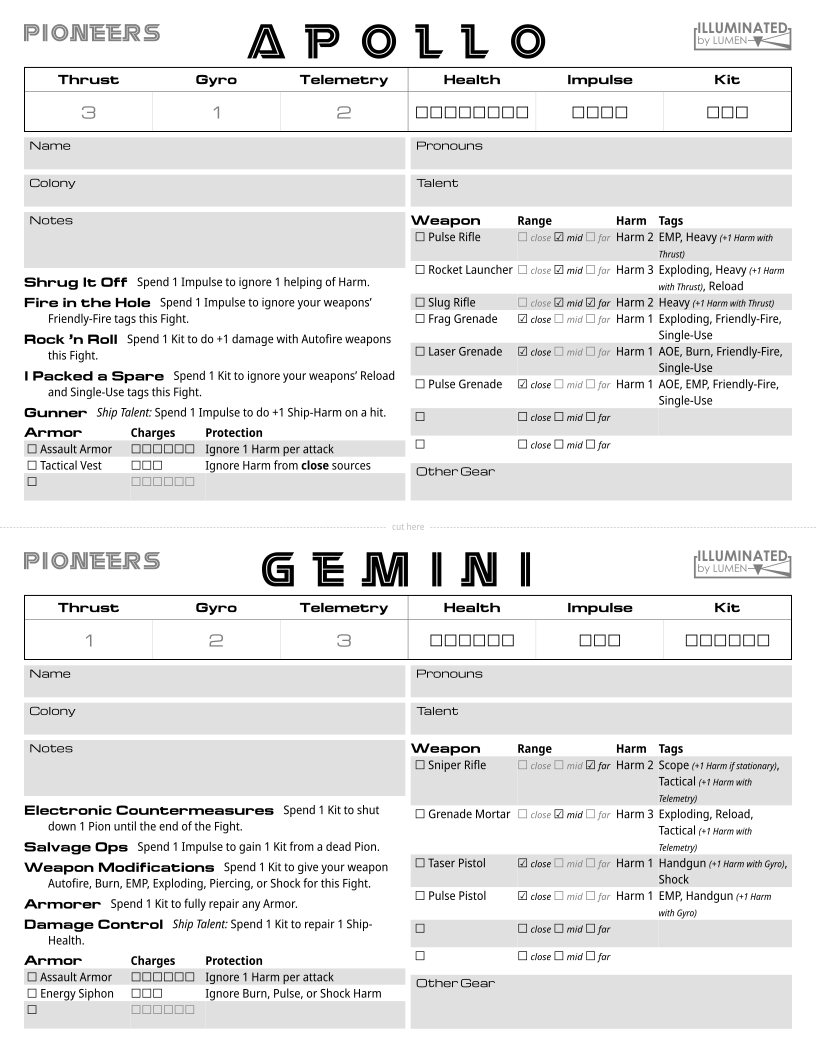 PIONEERS
APOLLO
ILLUMINATED
by LUMEN
Thrust Gyro Telemetry Health Impulse Kit
3 1 2 ☐☐☐☐☐☐☐☐ ☐☐☐☐ ☐☐☐
Name
Pronouns
Colony
Talent
Notes
Shrug It Off Spend 1 Impulse to ignore 1 helping of Harm.
Fire in the Hole Spend 1 Impulse to ignore your weapons’
Friendly-Fire tags this Fight.
Rock ’n Roll Spend 1 Kit to do +1 damage with Autofire weapons
this Fight.
I Packed a Spare Spend 1 Kit to ignore your weapons’ Reload
and Single-Use tags this Fight.
Gunner Ship Talent: Spend 1 Impulse to do +1 Ship-Harm on a hit.
Armor Charges Protection
☐ Assault Armor ☐☐☐☐☐☐ Ignore 1 Harm per attack
☐ Tactical Vest ☐☐☐ Ignore Harm from close sources
☐ ☐☐☐☐☐☐
Weapon Range Harm Tags
☐ Pulse Rifle ☐ close ☑ mid ☐ far Harm 2 EMP, Heavy (+1 Harm with
Thrust)
☐ Rocket Launcher ☐ close ☑ mid ☐ far Harm 3 Exploding, Heavy (+1 Harm
with Thrust), Reload
☐ Slug Rifle ☐ close ☑ mid ☑ far Harm 2 Heavy (+1 Harm with Thrust)
☐ Frag Grenade ☑ close ☐ mid ☐ far Harm 1 Exploding, Friendly-Fire,
Single-Use
☐ Laser Grenade ☑ close ☐ mid ☐ far Harm 1 AOE, Burn, Friendly-Fire,
Single-Use
☐ Pulse Grenade ☑ close ☐ mid ☐ far Harm 1 AOE, EMP, Friendly-Fire,
Single-Use
☐ ☐ close ☐ mid ☐ far
☐ ☐ close ☐ mid ☐ far
Other Gear
cut here
PIONEERS
GEMINI
ILLUMINATED
by LUMEN
Thrust Gyro Telemetry Health Impulse Kit
1 2 3 ☐☐☐☐☐☐ ☐☐☐ ☐☐☐☐☐☐
Name
Pronouns
Colony
Talent
Notes
Electronic Countermeasures Spend 1 Kit to shut
down 1 Pion until the end of the Fight.
Salvage Ops Spend 1 Impulse to gain 1 Kit from a dead Pion.
Weapon Modifications Spend 1 Kit to give your weapon
Autofire, Burn, EMP, Exploding, Piercing, or Shock for this Fight.
Armorer Spend 1 Kit to fully repair any Armor.
Damage Control Ship Talent: Spend 1 Kit to repair 1 Ship-
Health.
Armor Charges Protection
☐ Assault Armor ☐☐☐☐☐☐ Ignore 1 Harm per attack
☐ Energy Siphon ☐☐☐ Ignore Burn, Pulse, or Shock Harm
☐ ☐☐☐☐☐☐
Weapon Range Harm Tags
☐ Sniper Rifle ☐ close ☐ mid ☑ far Harm 2 Scope (+1 Harm if stationary),
Tactical (+1 Harm with
Telemetry)
☐ Grenade Mortar ☐ close ☑ mid ☐ far Harm 3 Exploding, Reload,
Tactical (+1 Harm with
Telemetry)
☐ Taser Pistol ☑ close ☐ mid ☐ far Harm 1 Handgun (+1 Harm with Gyro),
Shock
☐ Pulse Pistol ☑ close ☐ mid ☐ far Harm 1 EMP, Handgun (+1 Harm
with Gyro)
☐ ☐ close ☐ mid ☐ far
☐ ☐ close ☐ mid ☐ far
Other Gear